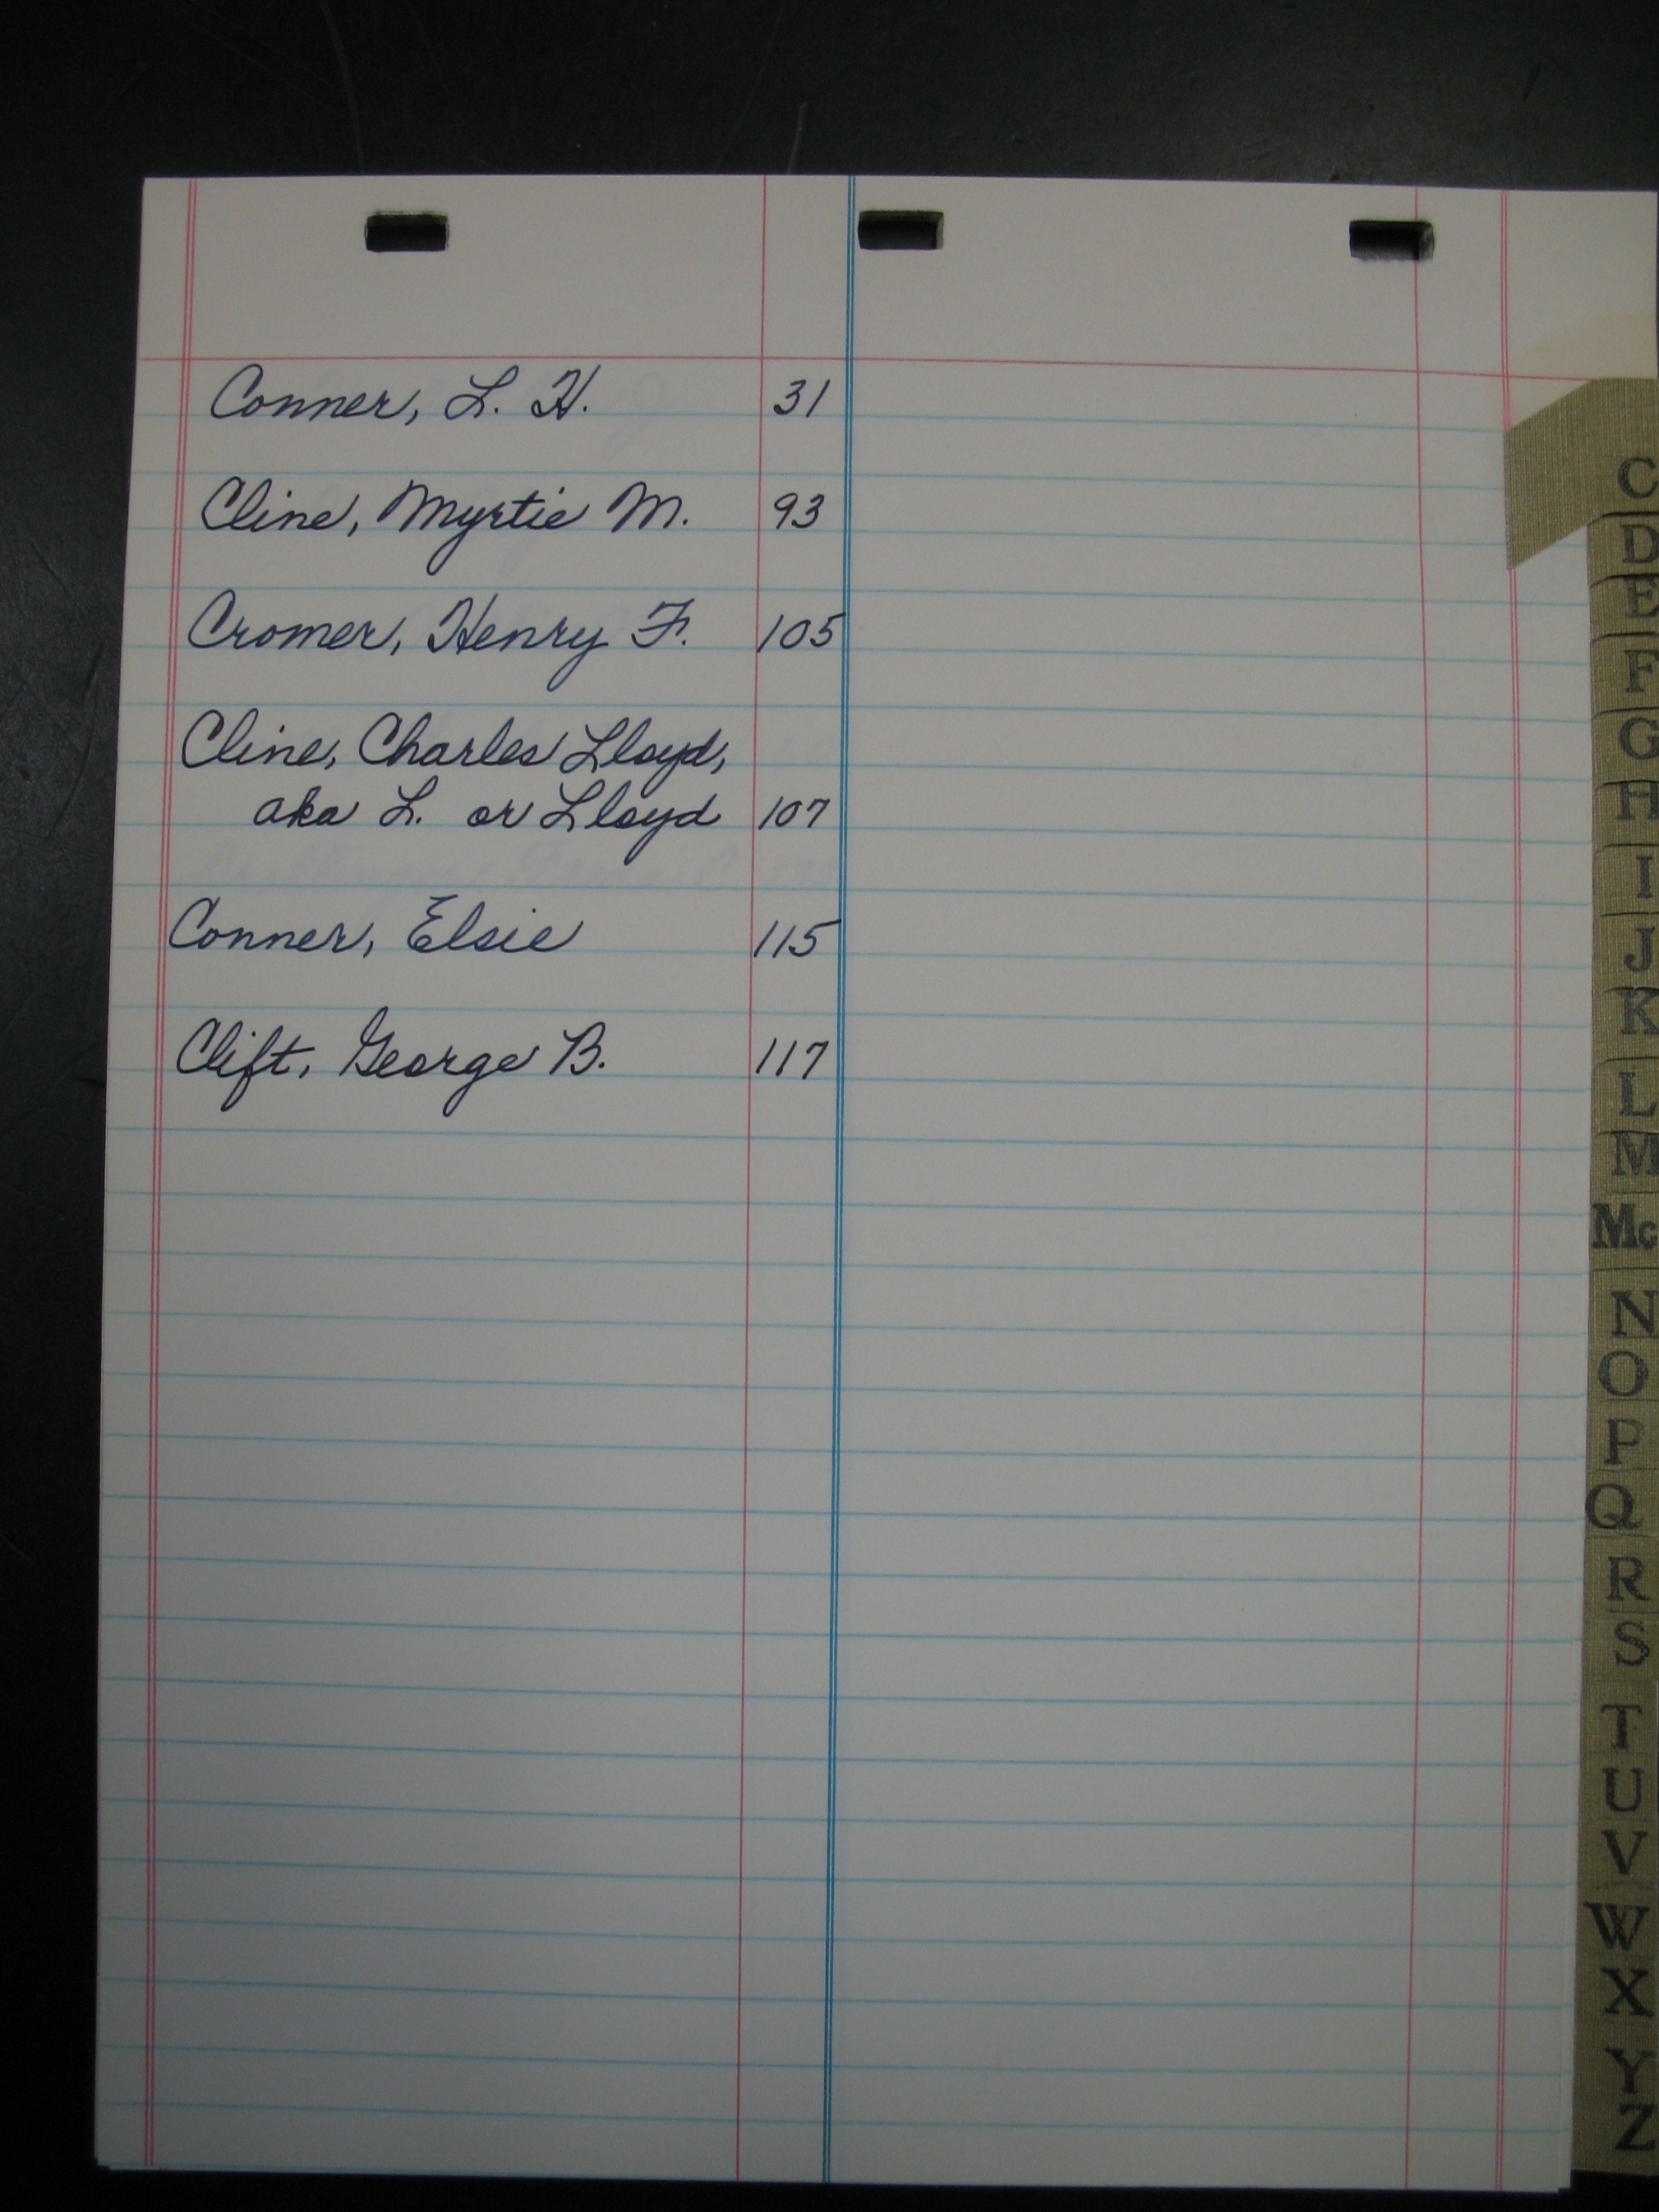 Conner, L. H. 31
Cline, Myrtie M. 93
Cromer, Henry F. 105
Cline, Charles Lloyd,
aka L. or Lloyd 107
Conner, Elsie 115
Clift, George B. 117
C
D
E
F
G
H
I
J
K
L
M
Mc
N
O
P
Q
R
S
T
U
V
W
X
Y
Z